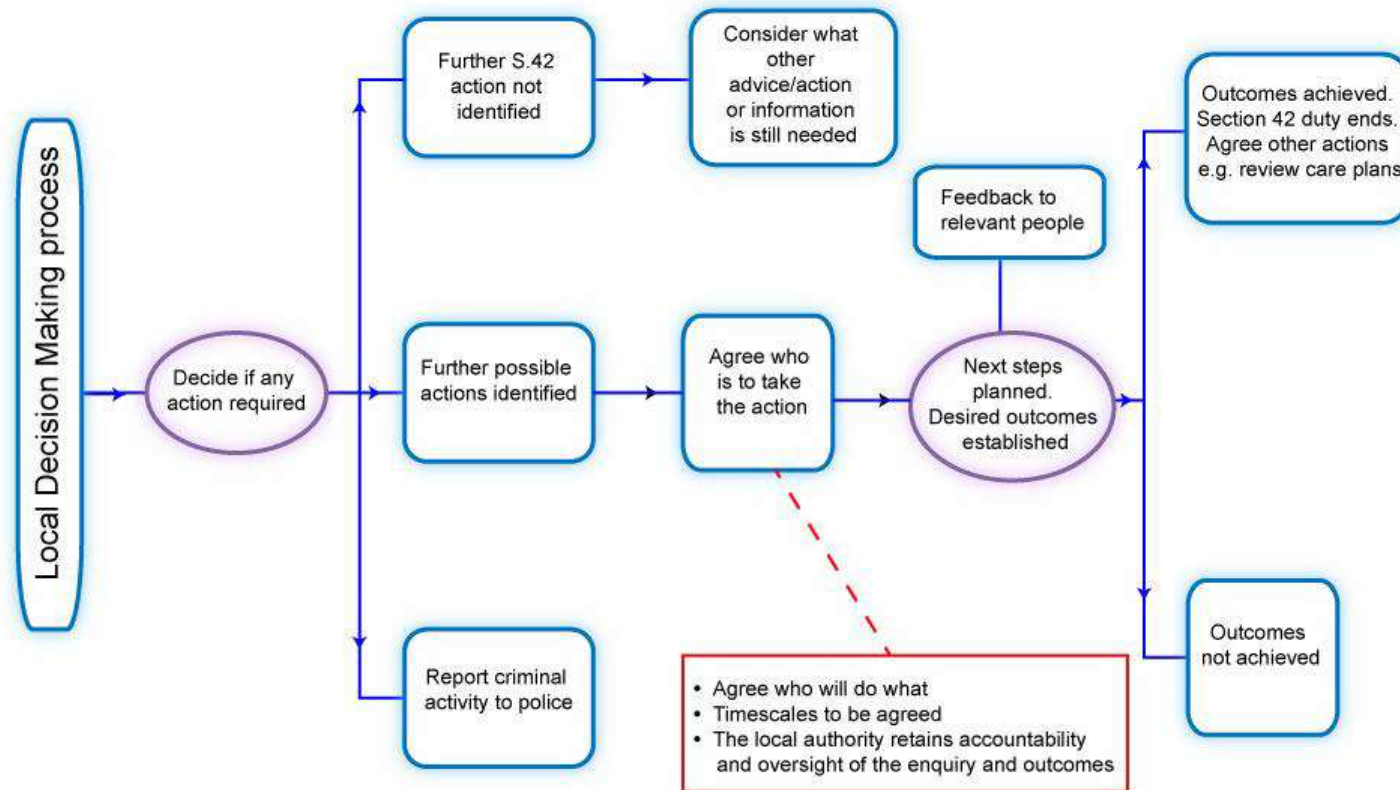 Local Decision Making process
Decide if any
action required
Further S.42
action not
identified
Consider what
other
advice/action
or information
is still needed
Further possible
actions identified
Agree who
is to take
the action
Feedback to
relevant people
Next steps
planned.
Desired outcomes
established
Outcomes achieved.
Section 42 duty ends.
Agree other actions
e.g. review care plans
Report criminal
activity to police
• Agree who will do what
• Timescales to be agreed
• The local authority retains accountability
and oversight of the enquiry and outcomes
Outcomes
not achieved